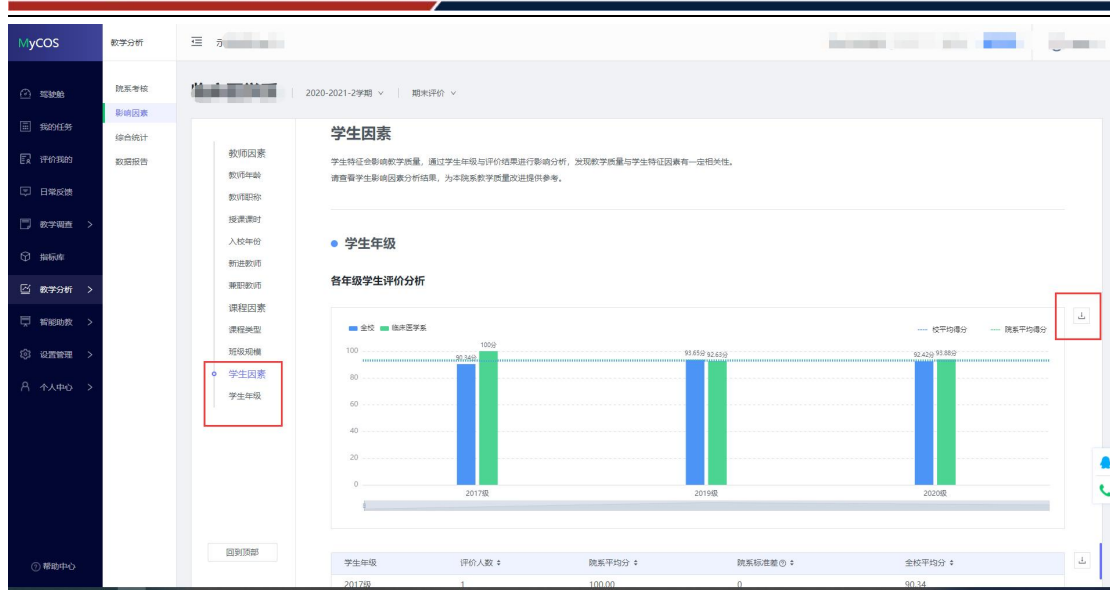 MyCOS
教学分析
示
驾驶舱
我的任务
评价我的
日常反馈
教学调查
指标库
教学分析
智能助教
设置管理
个人中心
帮助中心
院系考核
影响因素
综合统计
数据报告
2020-2021-2学期
期末评价
教师因素
教师年龄
教师职称
授课课时
入校年份
新进教师
兼职教师
课程因素
课程类型
班级规模
学生因素
学生年级
回到顶部
学生因素
学生特征会影响教学质量，通过学生年级与评价结果进行影响分析，发现教学质量与学生特征因素有一定相关性。
请查看学生影响因素分析结果，为本院系教学质量改进提供参考。
学生年级
各年级学生评价分析
全校 临床医学系
校平均得分 院系平均得分
100
80
60
40
20
0
90.34分 100分
93.65分 92.63分
92.42分 93.88分
2017级 2019级 2020级
学生年级 评价人数 院系平均分 院系标准差 全校平均分
2017级 1 100.00 0 90.34